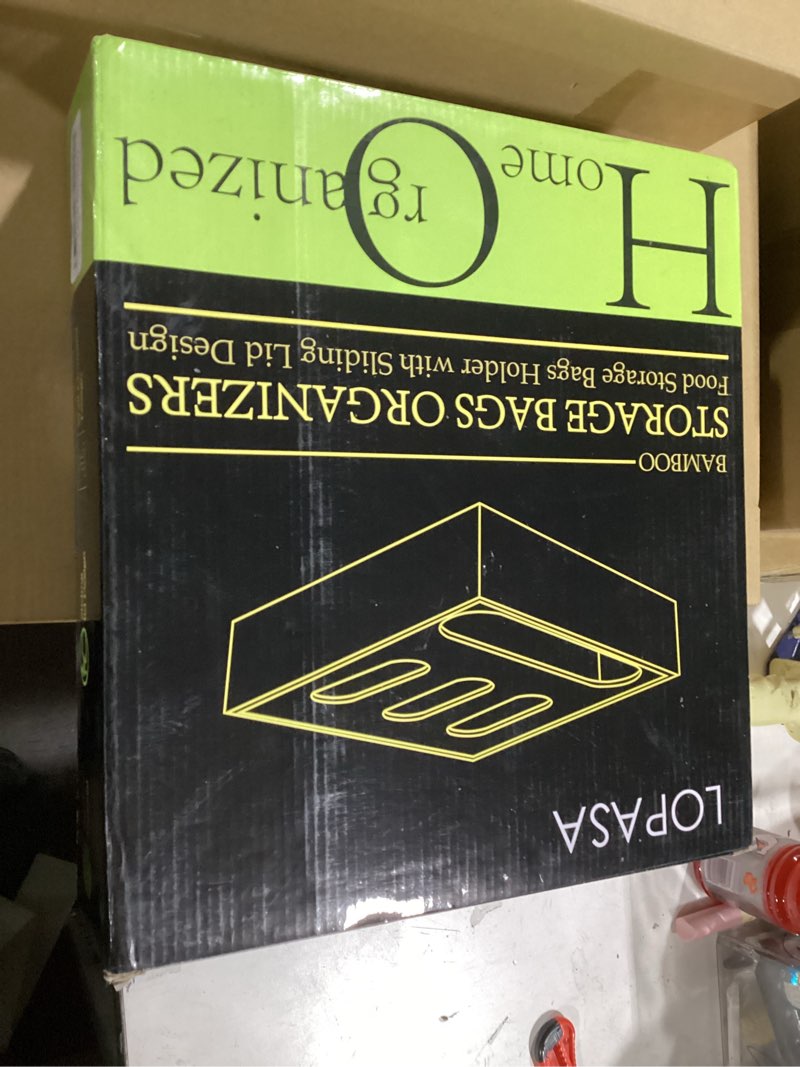 LOPASA
BAMBOO
STORAGE BAGS ORGANIZERS
Food Storage Bags Holder with Sliding Lid Design
Home
Organized